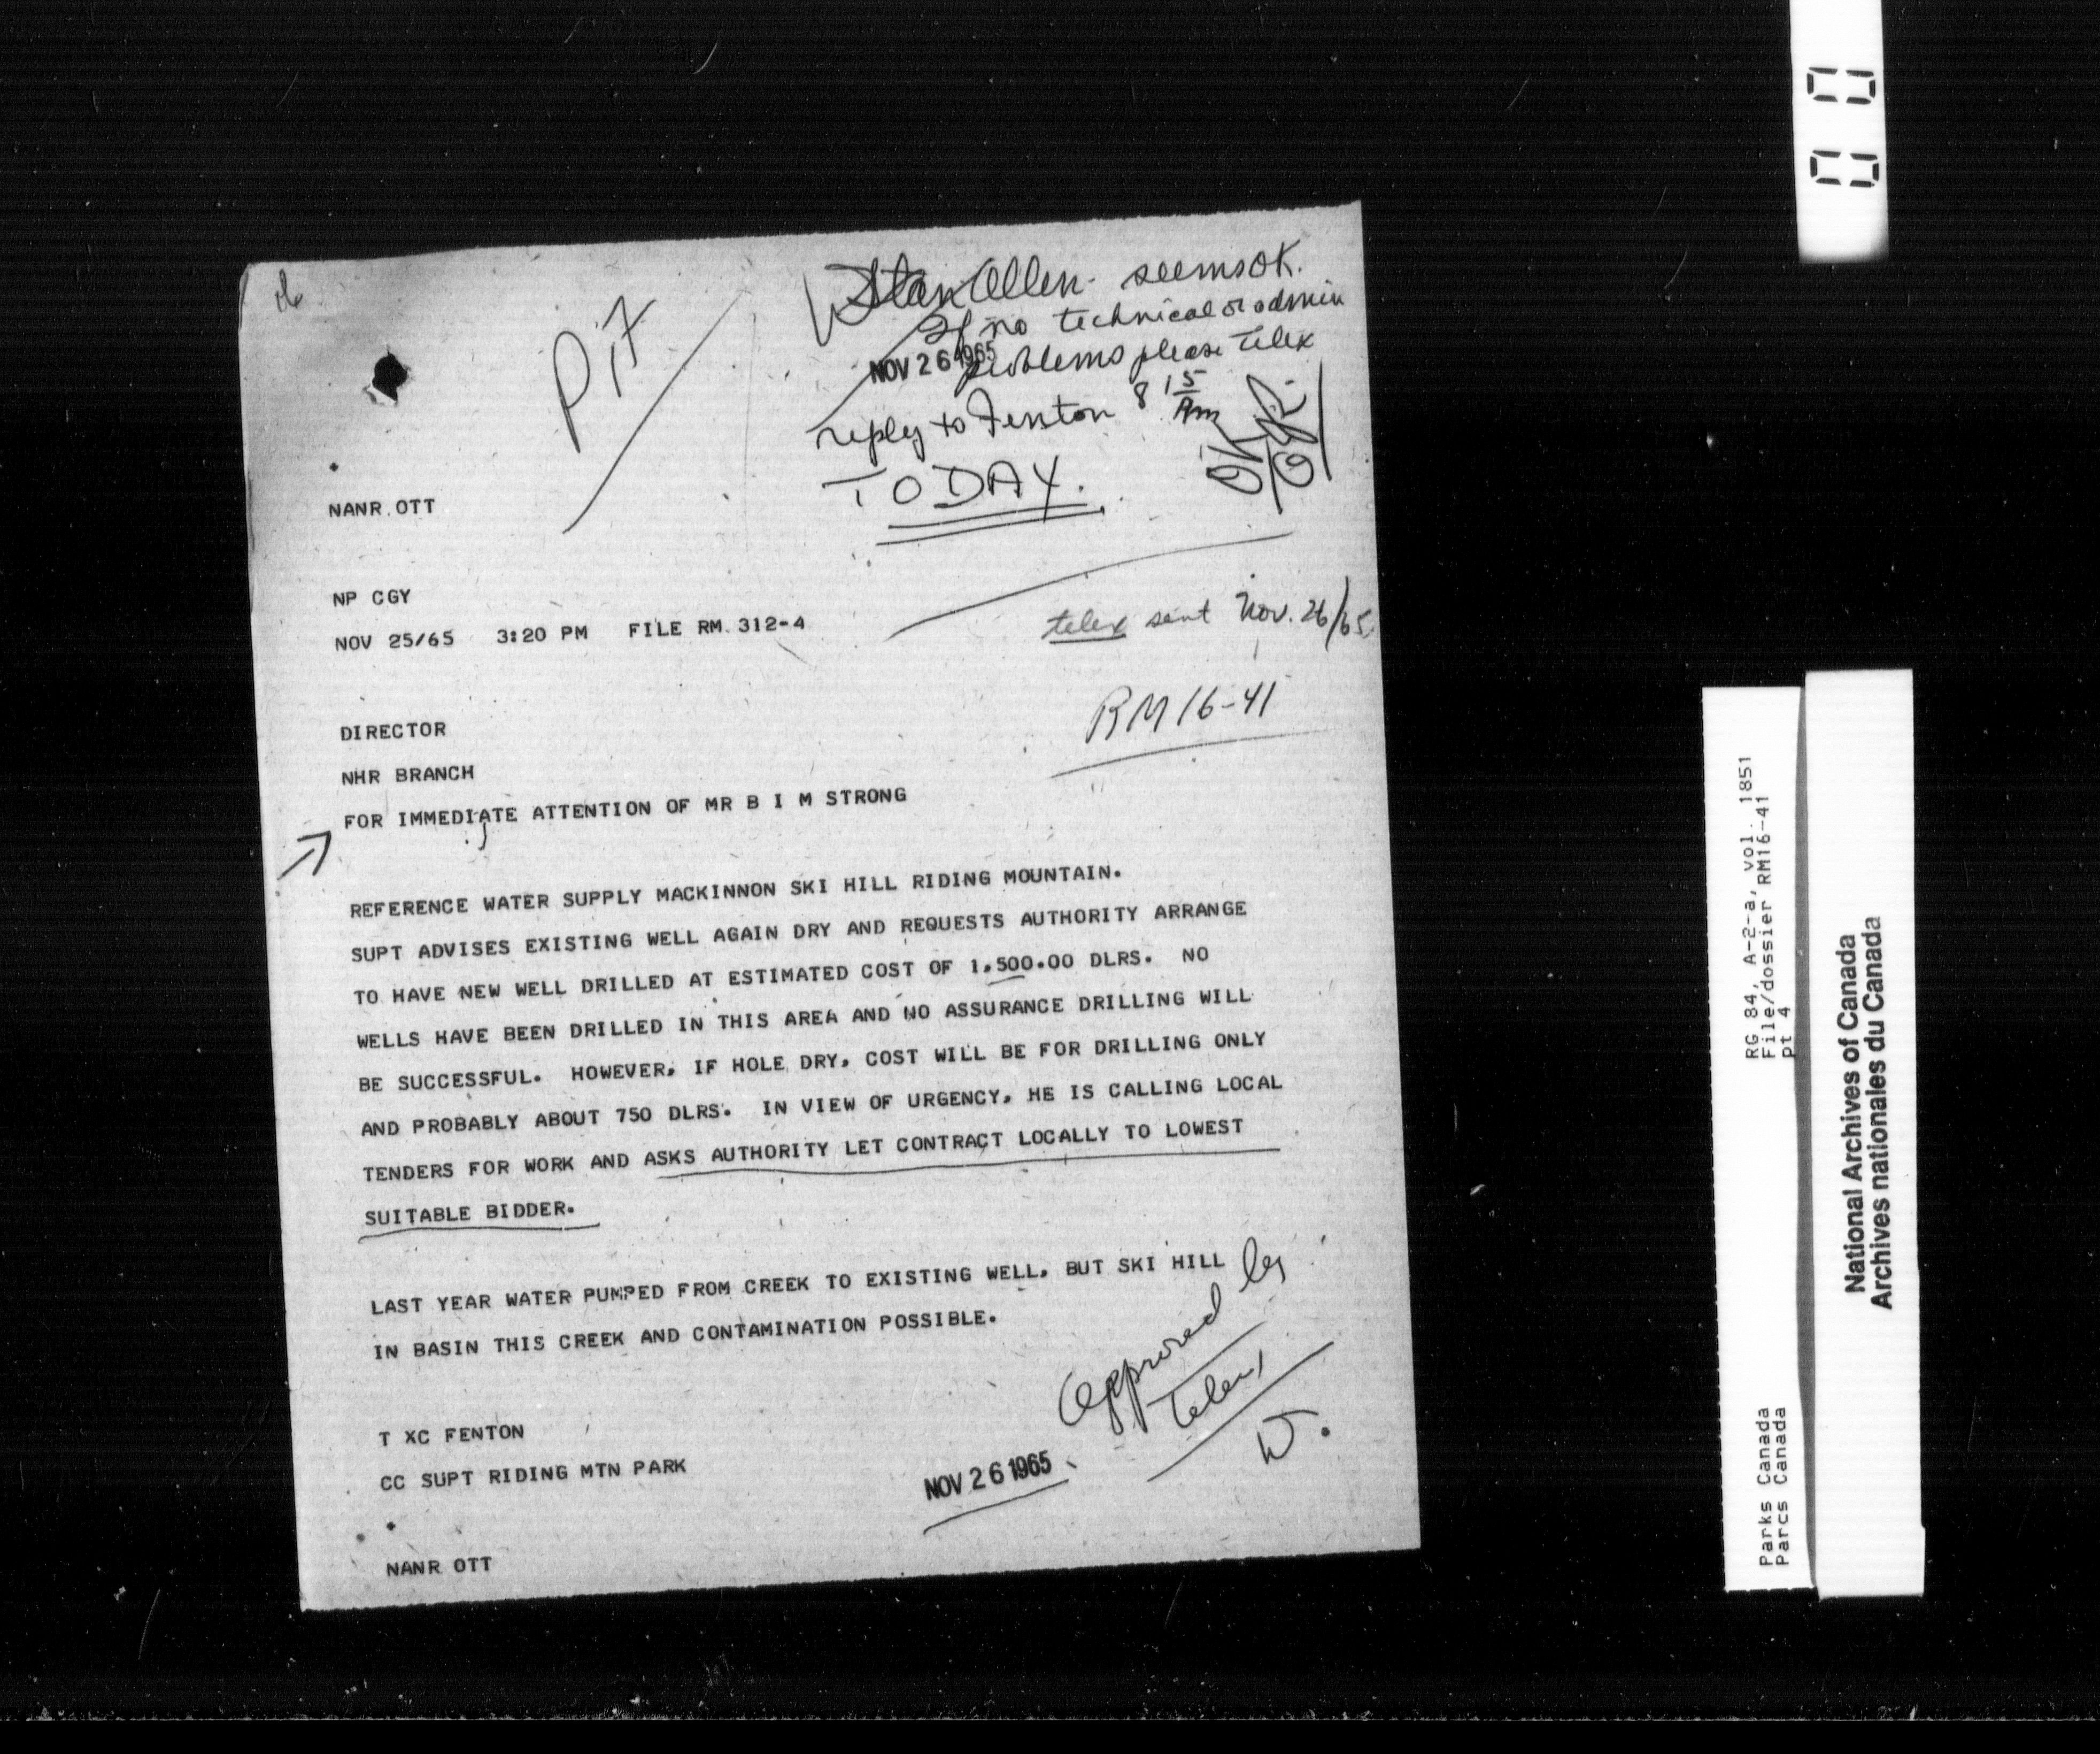 Stan Allen - seems OK.
If no technical or admin
problems please telex
NOV 26 1965
reply to Fenton 8 15 AM
TODAY.
OK
NANR OTT
NP CGY
NOV 25/65 3:20 PM FILE RM 312-4
telex sent Nov. 26/65
RM 16-41
DIRECTOR
NHR BRANCH
FOR IMMEDIATE ATTENTION OF MR B I M STRONG
REFERENCE WATER SUPPLY MACKINNON SKI HILL RIDING MOUNTAIN.
SUPT ADVISES EXISTING WELL AGAIN DRY AND REQUESTS AUTHORITY ARRANGE
TO HAVE NEW WELL DRILLED AT ESTIMATED COST OF 1,500.00 DLRS. NO
WELLS HAVE BEEN DRILLED IN THIS AREA AND NO ASSURANCE DRILLING WILL
BE SUCCESSFUL. HOWEVER, IF HOLE DRY, COST WILL BE FOR DRILLING ONLY
AND PROBABLY ABOUT 750 DLRS. IN VIEW OF URGENCY, HE IS CALLING LOCAL
TENDERS FOR WORK AND ASKS AUTHORITY LET CONTRACT LOCALLY TO LOWEST
SUITABLE BIDDER.
LAST YEAR WATER PUMPED FROM CREEK TO EXISTING WELL, BUT SKI HILL
IN BASIN THIS CREEK AND CONTAMINATION POSSIBLE.
Approved by
telex
W.
T XC FENTON
CC SUPT RIDING MTN PARK
NOV 26 1965
NANR OTT
RG 84, A-2-a, vol. 1851
File/dossier RM16-41
pt 4
Parks Canada
Parcs Canada
National Archives of Canada
Archives nationales du Canada